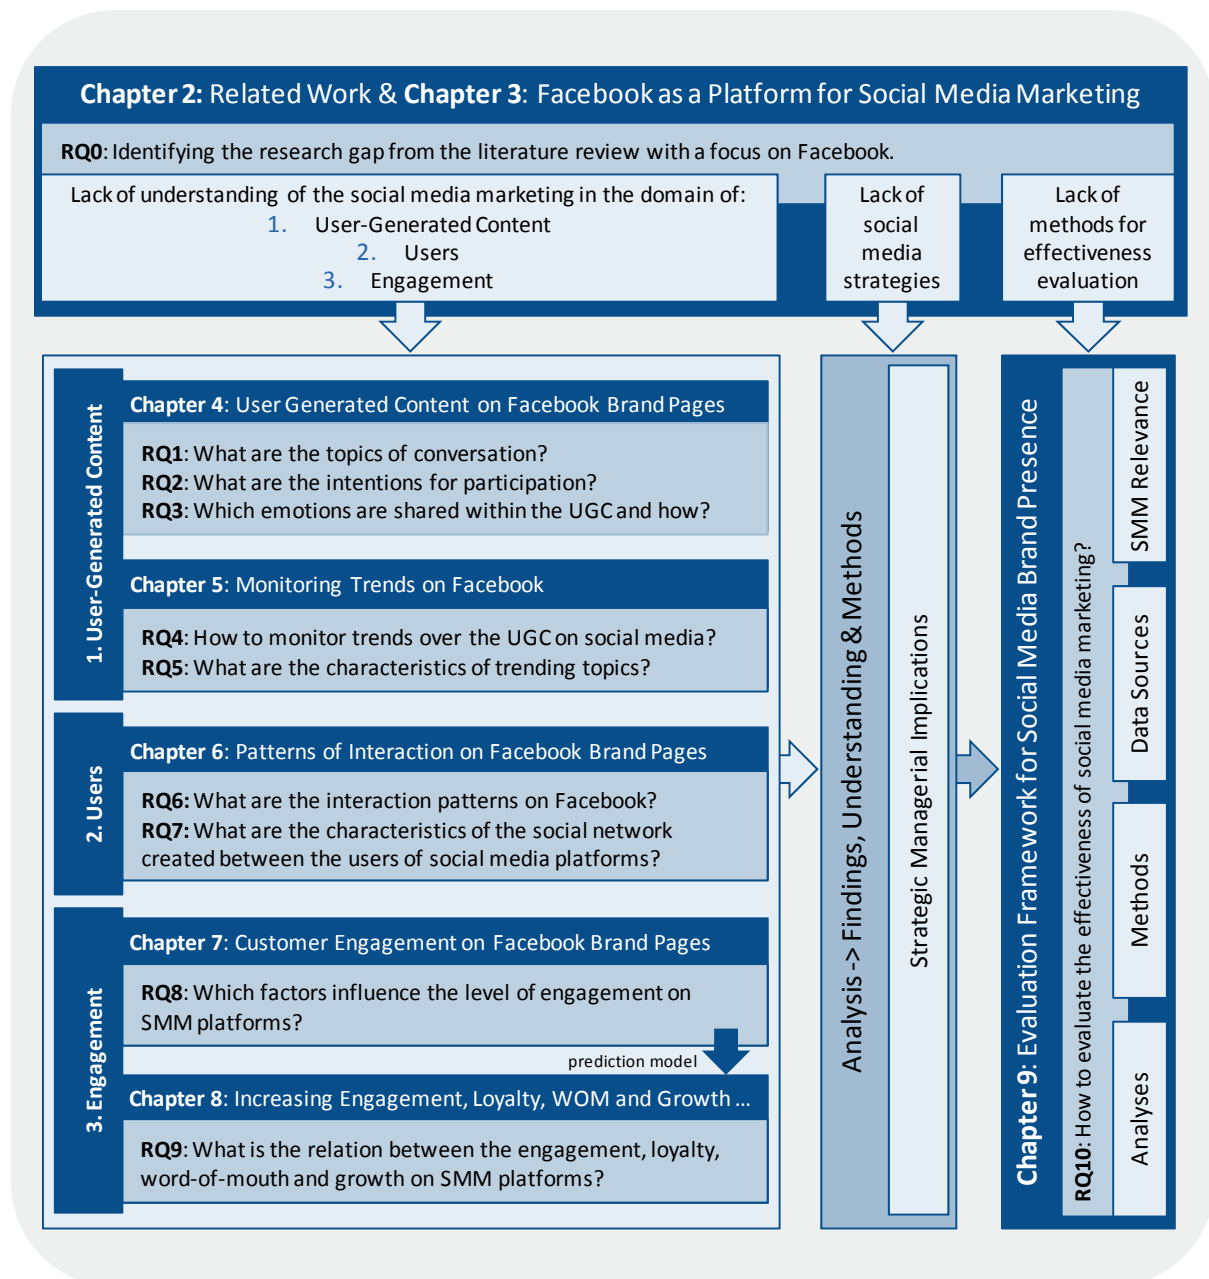 Chapter 2: Related Work & Chapter 3: Facebook as a Platform for Social Media Marketing
RQ0: Identifying the research gap from the literature review with a focus on Facebook.
Lack of understanding of the social media marketing in the domain of:
1. User-Generated Content
2. Users
3. Engagement
Lack of
social
media
strategies
Lack of
methods for
effectiveness
evaluation
1. User-Generated Content
Chapter 4: User Generated Content on Facebook Brand Pages
RQ1: What are the topics of conversation?
RQ2: What are the intentions for participation?
RQ3: Which emotions are shared within the UGC and how?
Chapter 5: Monitoring Trends on Facebook
RQ4: How to monitor trends over the UGC on social media?
RQ5: What are the characteristics of trending topics?
2. Users
Chapter 6: Patterns of Interaction on Facebook Brand Pages
RQ6: What are the interaction patterns on Facebook?
RQ7: What are the characteristics of the social network
created between the users of social media platforms?
3. Engagement
Chapter 7: Customer Engagement on Facebook Brand Pages
RQ8: Which factors influence the level of engagement on
SMM platforms?
prediction model
Chapter 8: Increasing Engagement, Loyalty, WOM and Growth ...
RQ9: What is the relation between the engagement, loyalty,
word-of-mouth and growth on SMM platforms?
Analysis -> Findings, Understanding & Methods
Strategic Managerial Implications
Chapter 9: Evaluation Framework for Social Media Brand Presence
RQ10: How to evaluate the effectiveness of social media marketing?
SMM Relevance
Data Sources
Methods
Analyses